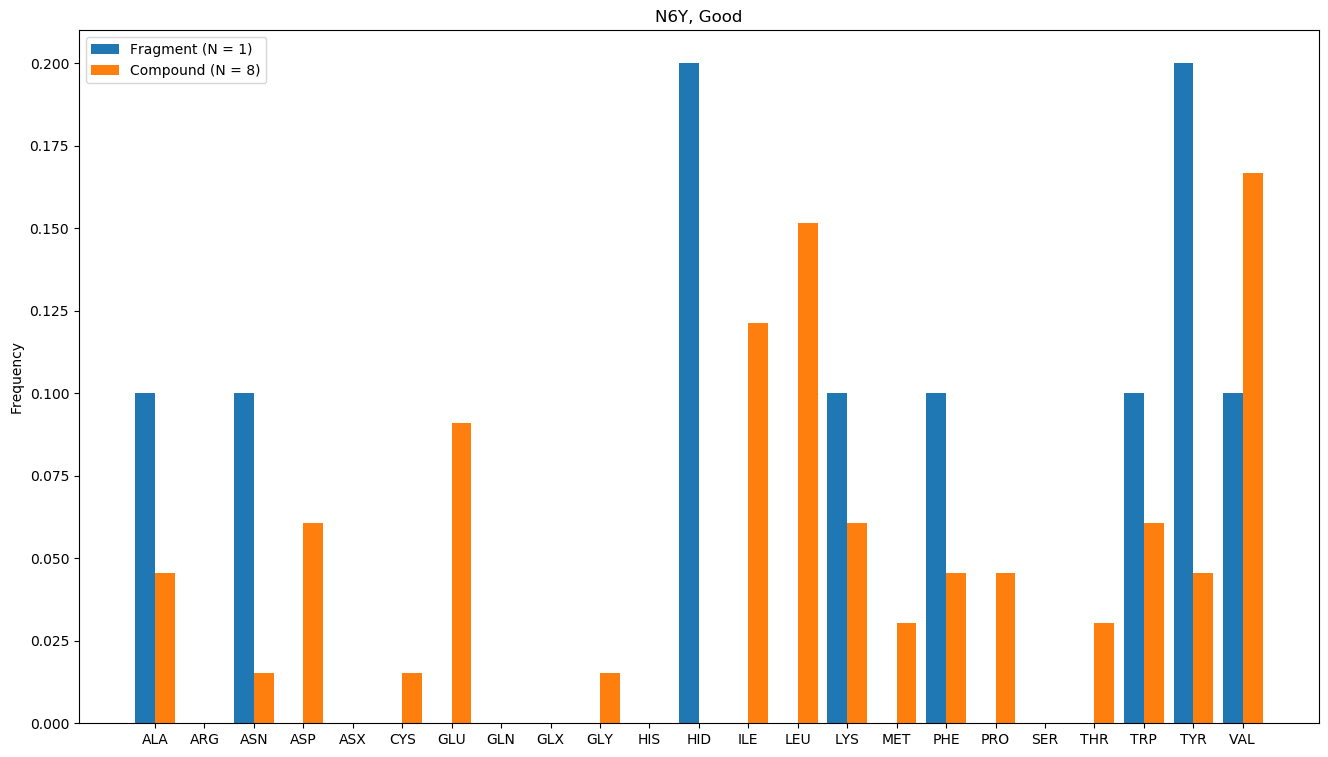 N6Y, Good
Fragment (N = 1)
Compound (N = 8)
Frequency
0.200
0.175
0.150
0.125
0.100
0.075
0.050
0.025
0.000
ALA ARG ASN ASP ASX CYS GLU GLN GLX GLY HIS HID ILE LEU LYS MET PHE PRO SER THR TRP TYR VAL